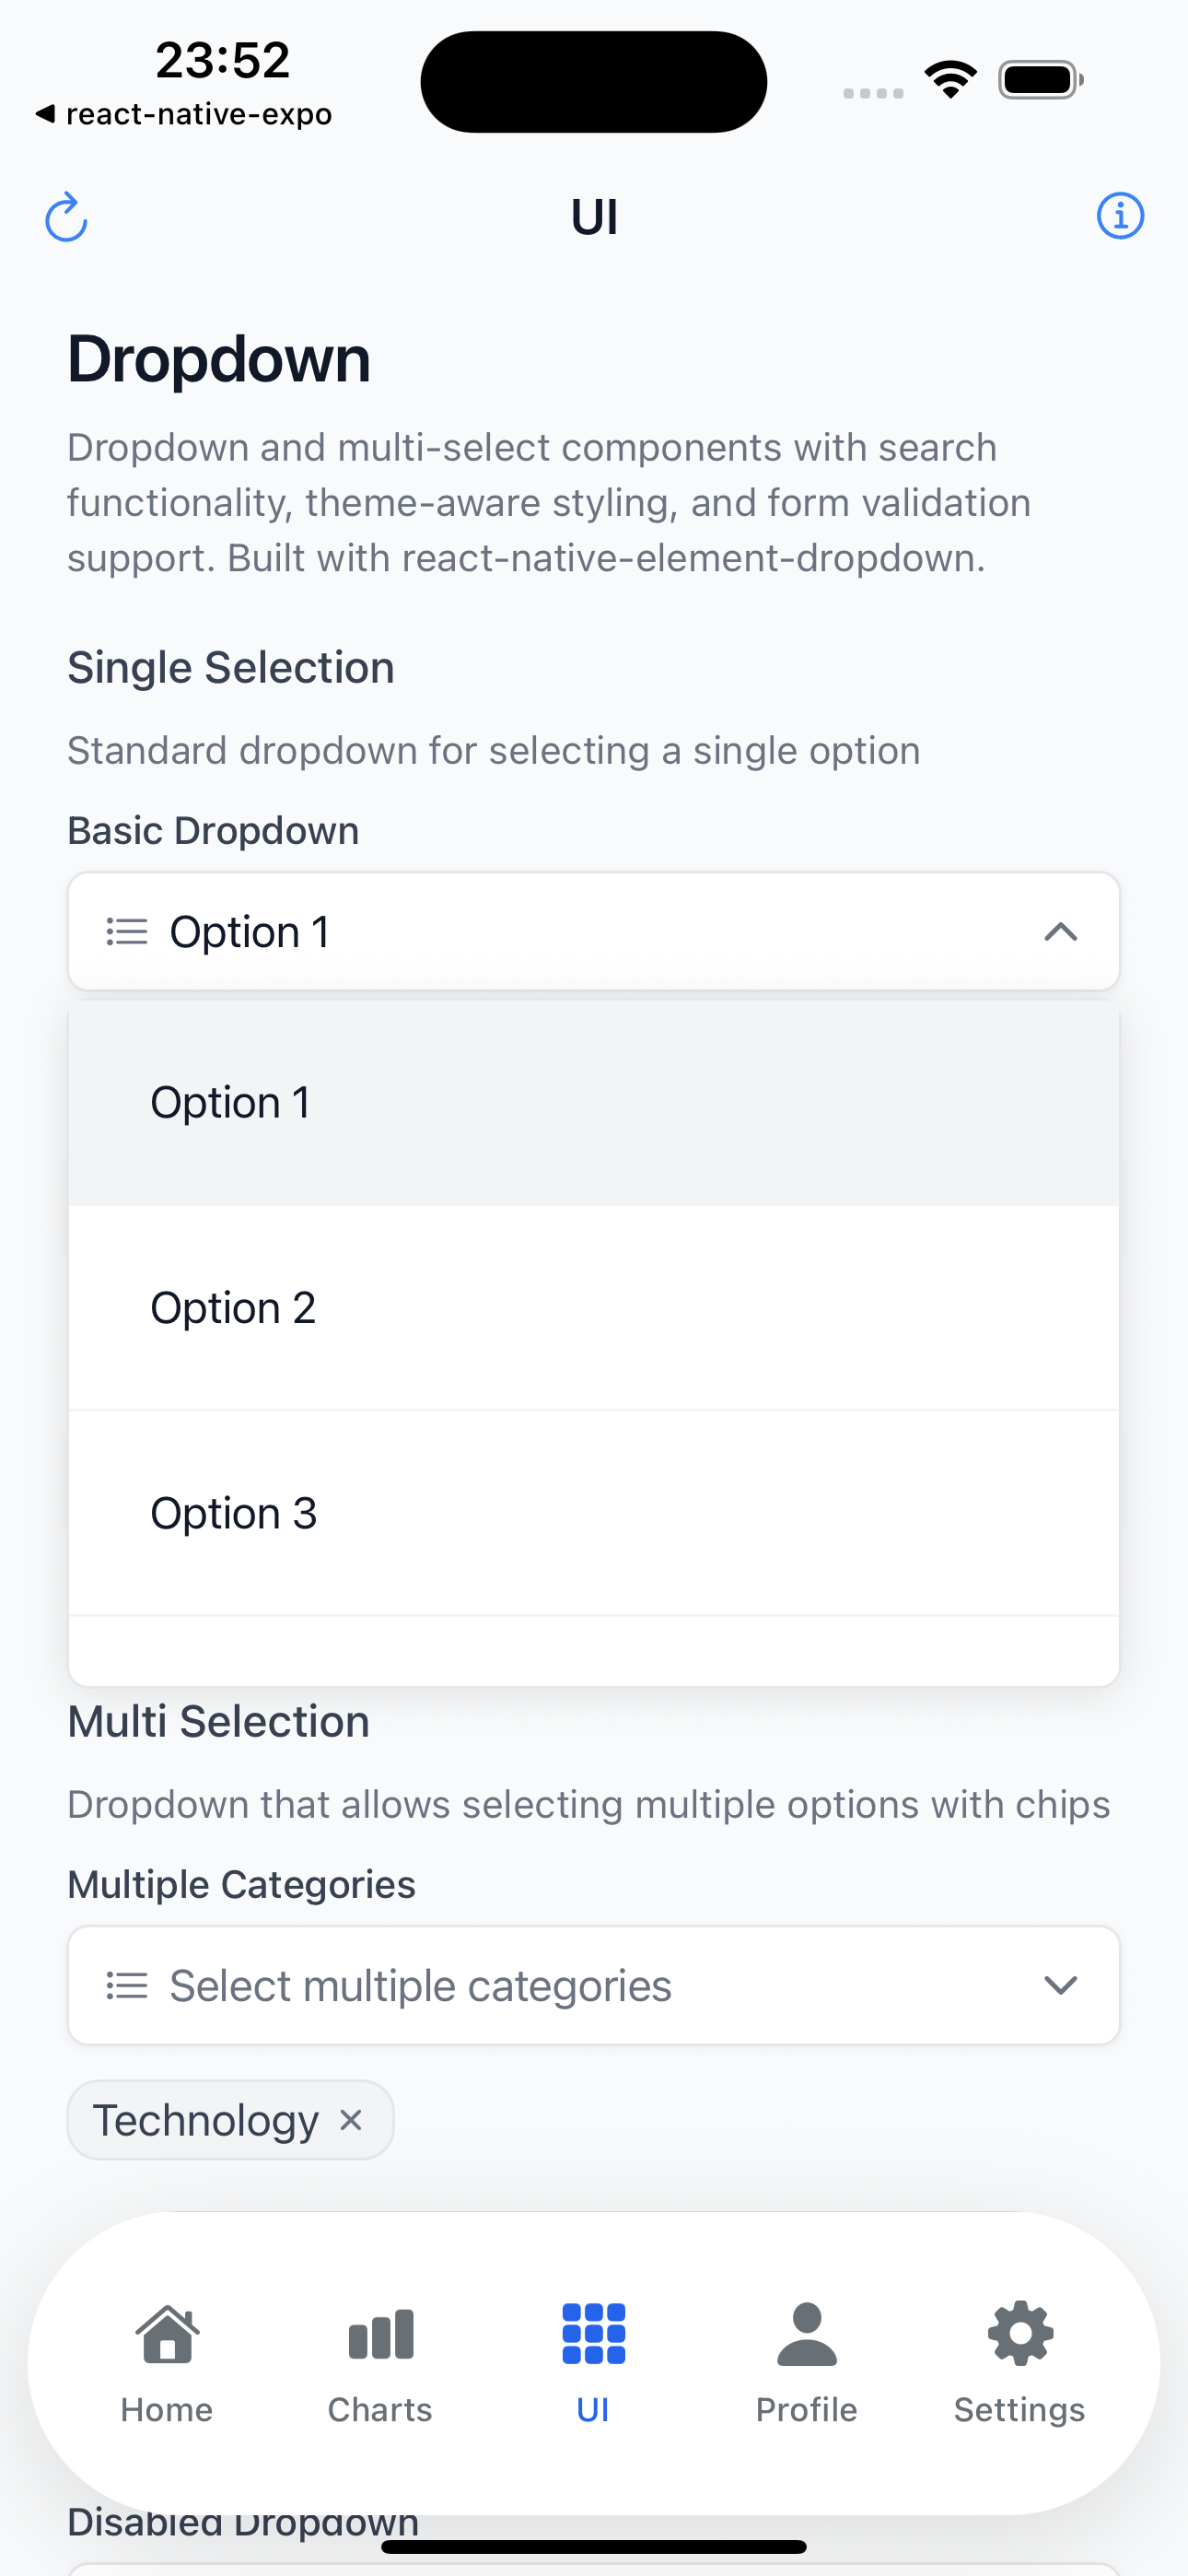 23:52
react-native-expo
UI
Dropdown
Dropdown and multi-select components with search
functionality, theme-aware styling, and form validation
support. Built with react-native-element-dropdown.
Single Selection
Standard dropdown for selecting a single option
Basic Dropdown
Option 1
Option 1
Option 2
Option 3
Multi Selection
Dropdown that allows selecting multiple options with chips
Multiple Categories
Select multiple categories
Technology
Home
Charts
UI
Profile
Settings
Disabled Dropdown